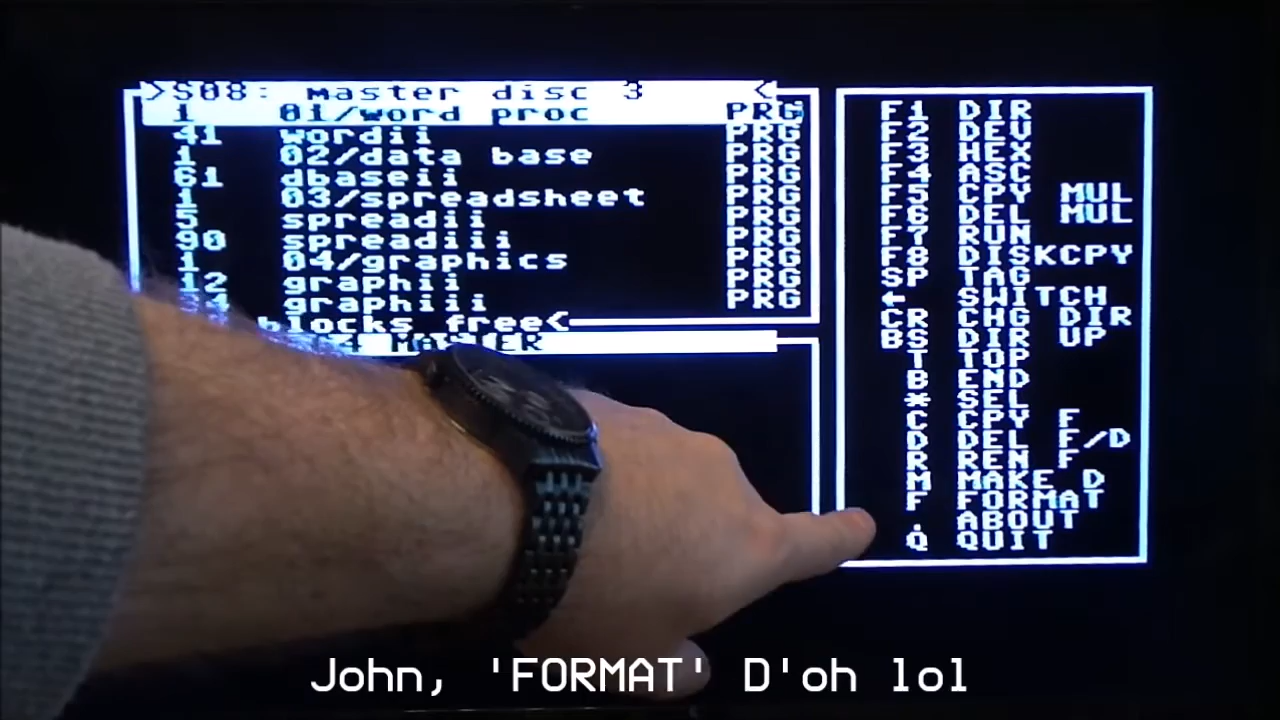 >S08: master disc 3 <
1 01/word proc PRG
41 wordii PRG
1 02/data base PRG
61 dbaseii PRG
1 03/spreadsheet PRG
5 spreadii PRG
90 spreadiii PRG
1 04/graphics PRG
12 graphii PRG
graphiii PRG
blocks free<
MASTER
F1 DIR
F2 DEV
F3 HEX
F4 ASC
F5 CPY MUL
F6 DEL MUL
F7 RUN
F8 DISKCPY
SP TAG
← SWITCH
CR CHG DIR
BS DIR UP
T TOP
B END
* SEL
C CPY F
D DEL F/D
R REN F
M MAKE D
F FORMAT
. ABOUT
Q QUIT
John, 'FORMAT' D'oh lol